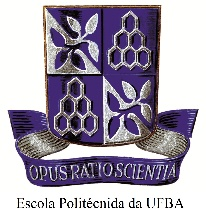 OPUS RATIO SCIENTIA
Escola Politécnida da UFBA